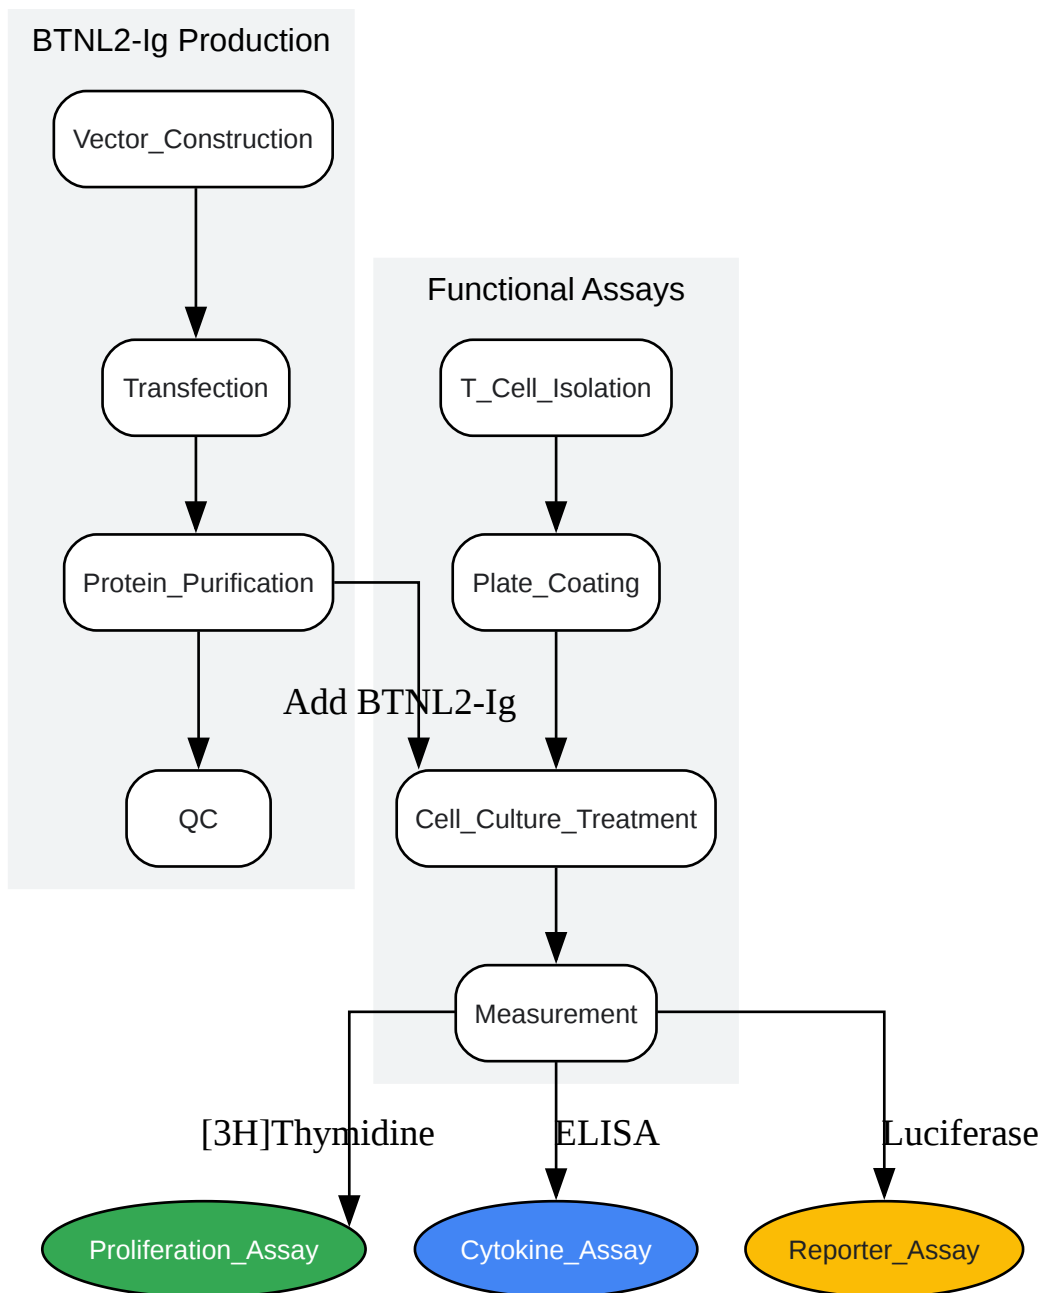 BTNL2-Ig Production
Vector_Construction
Functional Assays
Transfection
T_Cell_Isolation
Protein_Purification
Plate_Coating
Add BTNL2-Ig
QC
Cell_Culture_Treatment
Measurement
[3H]Thymidine
ELISA
Luciferase
Proliferation_Assay
Cytokine_Assay
Reporter_Assay